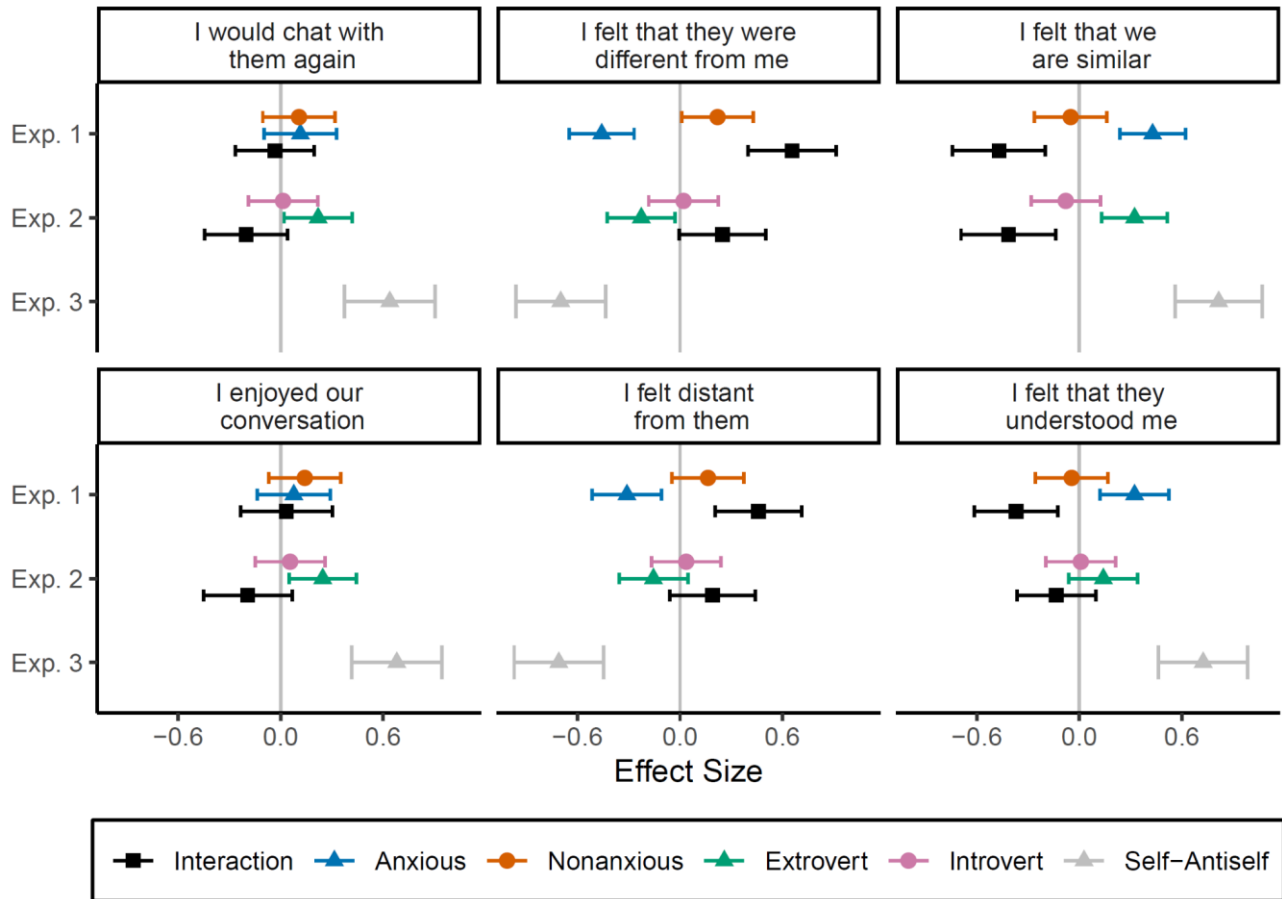 I would chat with
them again
I felt that they were
different from me
I felt that we
are similar
Exp. 1
Exp. 2
Exp. 3
I enjoyed our
conversation
I felt distant
from them
I felt that they
understood me
Exp. 1
Exp. 2
Exp. 3
−0.6 0.0 0.6 −0.6 0.0 0.6 −0.6 0.0 0.6
Effect Size
Interaction Anxious Nonanxious Extrovert Introvert Self−Antiself